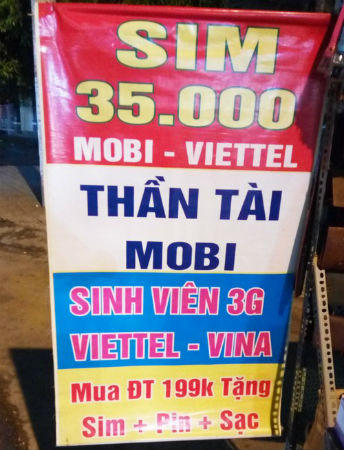 SIM
35.000
MOBI - VIETTEL
THẦN TÀI
MOBI
SINH VIÊN 3G
VIETTEL - VINA
Mua ĐT 199k Tặng
Sim + Pin + Sạc